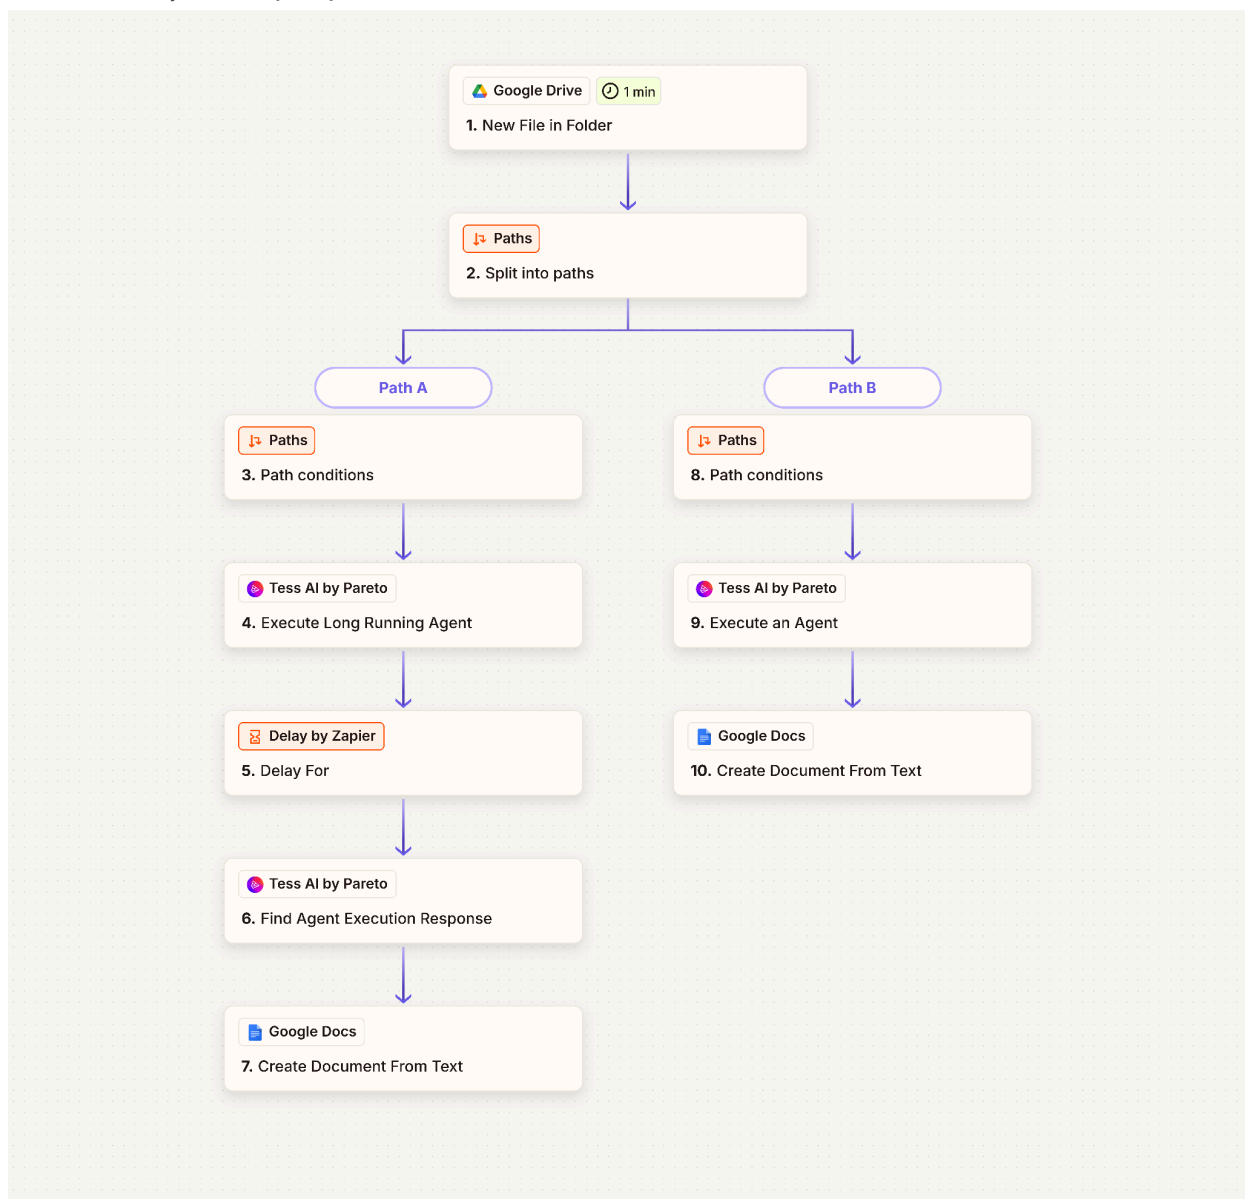 Google Drive
1 min
1. New File in Folder
Paths
2. Split into paths
Path A
Path B
Paths
3. Path conditions
Paths
8. Path conditions
Tess AI by Pareto
4. Execute Long Running Agent
Tess AI by Pareto
9. Execute an Agent
Delay by Zapier
5. Delay For
Google Docs
10. Create Document From Text
Tess AI by Pareto
6. Find Agent Execution Response
Google Docs
7. Create Document From Text